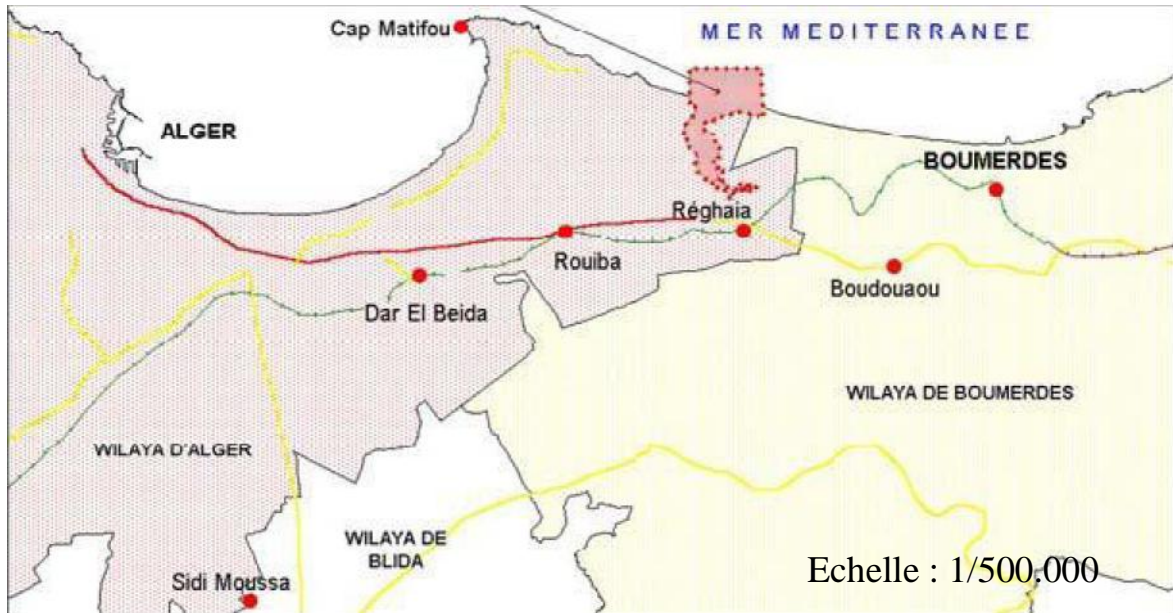 Cap Matifou
MER MEDITERRANEE
ALGER
BOUMERDES
Réghaia
Rouiba
Boudouaou
Dar El Beida
WILAYA DE BOUMERDES
WILAYA D'ALGER
WILAYA DE
BLIDA
Sidi Moussa
Echelle : 1/500.000